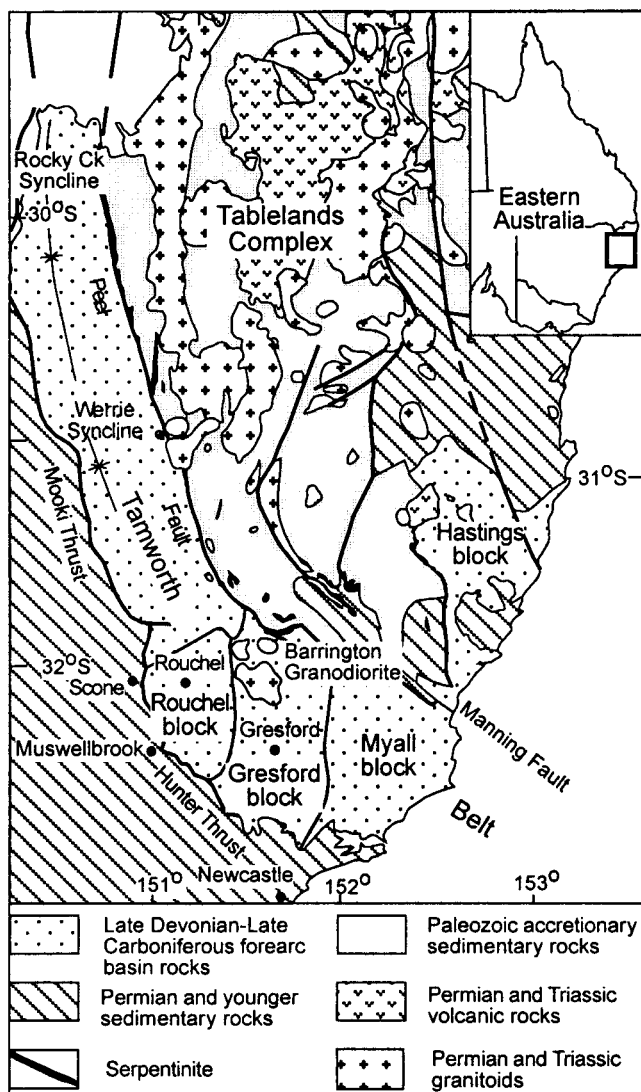 Rocky Ck
Syncline
30°S
Tablelands
Complex
Eastern
Australia
Peel
Werrie
Syncline
Mooki Thrust
Tamworth
Fault
31°S
Hastings
block
32°S
Scone
Rouchel
Rouchel
block
Barrington
Granodiorite
Gresford
Gresford
block
Myall
block
Manning Fault
Muswellbrook
Hunter Thrust
Belt
Newcastle
151°
152°
153°
Late Devonian-Late
Carboniferous forearc
basin rocks
Paleozoic accretionary
sedimentary rocks
Permian and younger
sedimentary rocks
Permian and Triassic
volcanic rocks
Serpentinite
Permian and Triassic
granitoids